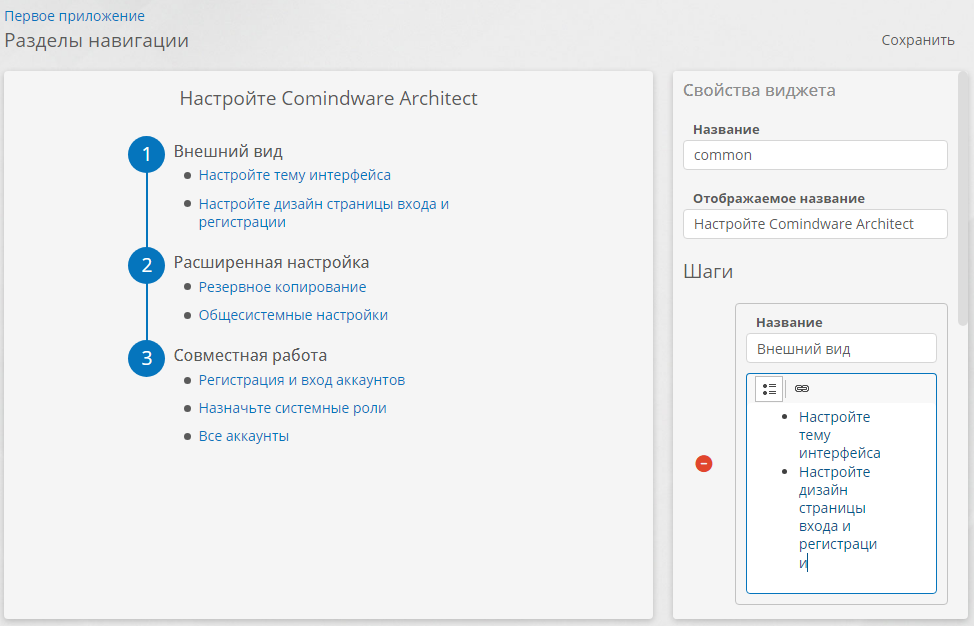 Первое приложение
Разделы навигации
Сохранить
Настройте Comindware Architect
1 Внешний вид
Настройте тему интерфейса
Настройте дизайн страницы входа и
регистрации
2 Расширенная настройка
Резервное копирование
Общесистемные настройки
3 Совместная работа
Регистрация и вход аккаунтов
Назначьте системные роли
Все аккаунты
Свойства виджета
Название
common
Отображаемое название
Настройте Comindware Architect
Шаги
Название
Внешний вид
Настройте
тему
интерфейса
Настройте
дизайн
страницы
входа и
регистраци
и